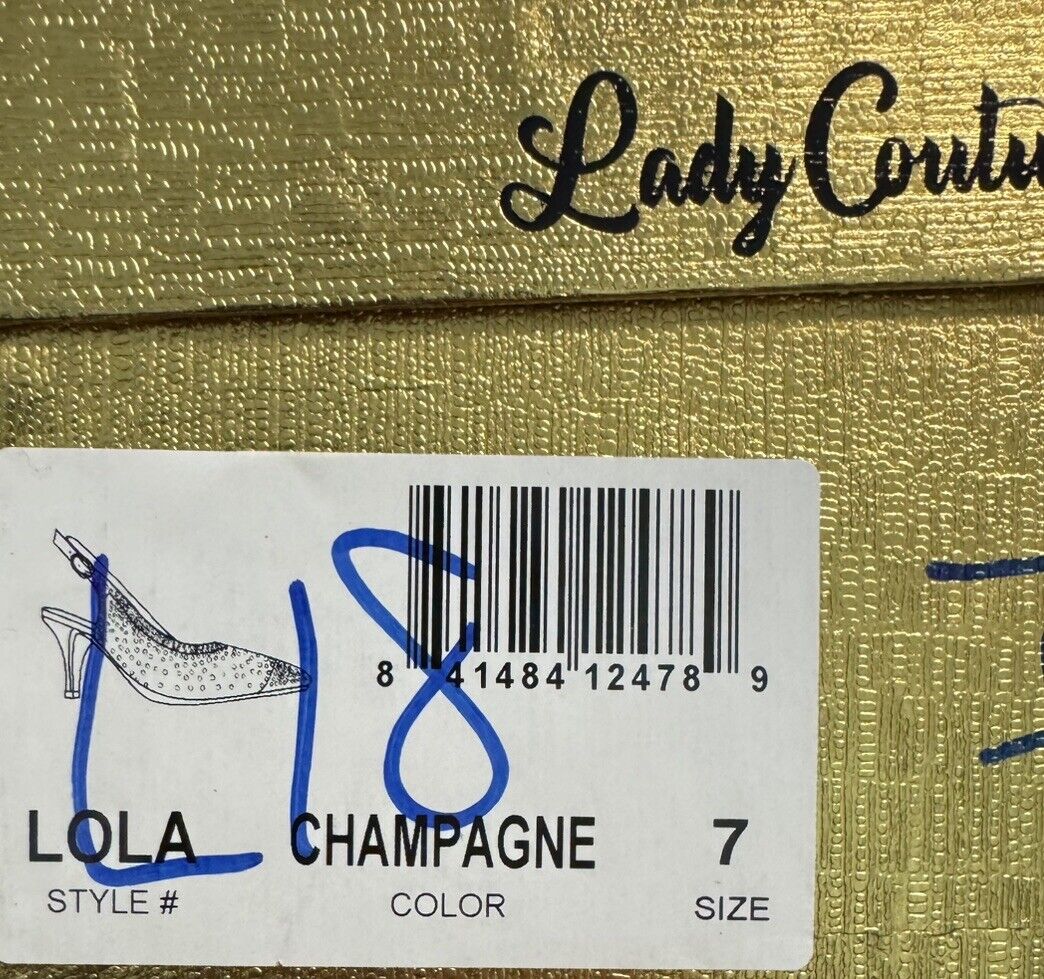 Lady Coutu
L18
8 41484 12478 9
LOLA CHAMPAGNE 7
STYLE # COLOR SIZE